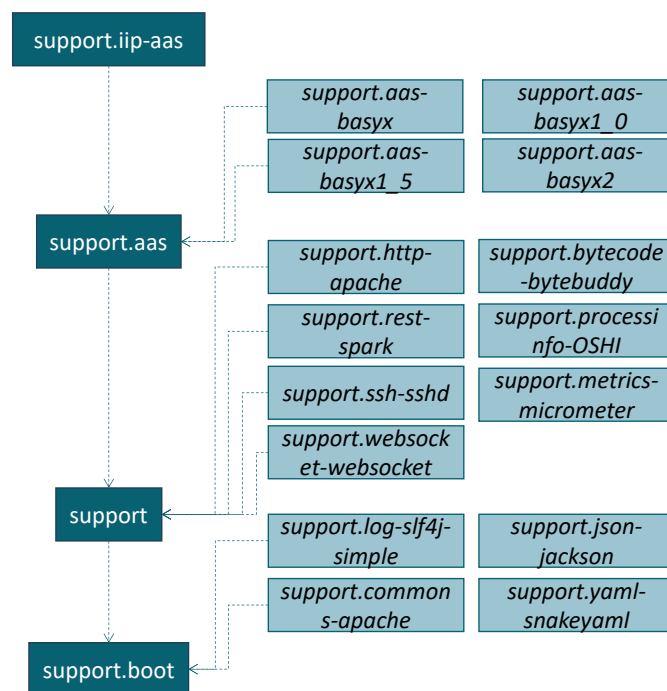 support.iip-aas
support.aas-
basyx
support.aas-
basyx1_0
support.aas-
basyx1_5
support.aas-
basyx2
support.aas
support.http-
apache
support.bytecode
-bytebuddy
support.rest-
spark
support.processi
nfo-OSHI
support.ssh-sshd
support.metrics-
micrometer
support.websock
et-websocket
support
support.log-slf4j-
simple
support.json-
jackson
support.common
s-apache
support.yaml-
snakeyaml
support.boot